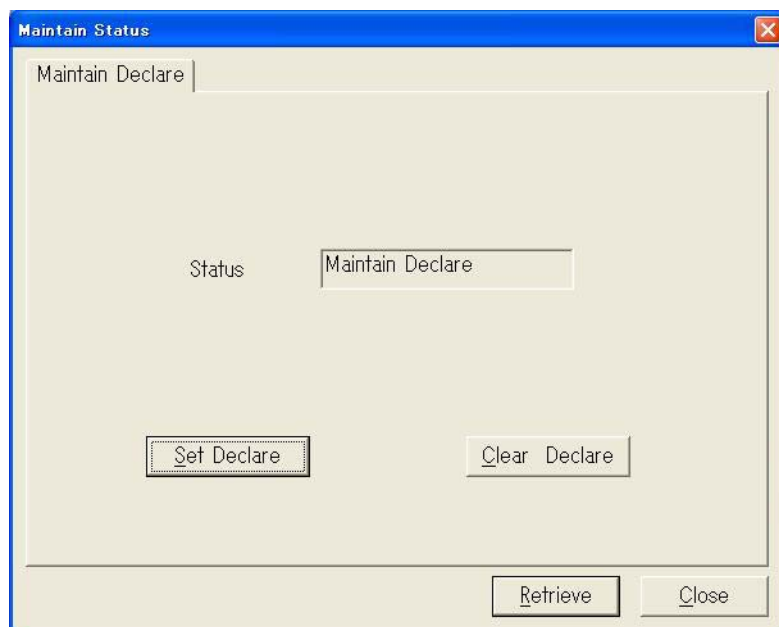 Maintain Status
Maintain Declare
Status Maintain Declare
Set Declare Clear Declare
Retrieve Close